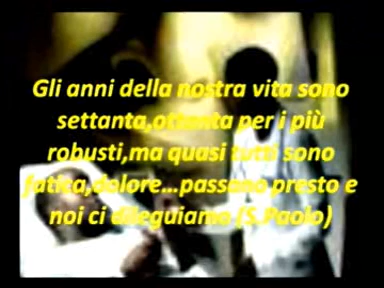 Gli anni della nostra vita sono
settanta,ottanta per i più
robusti,ma quasi tutti sono
fatica,dolore...passano presto e
noi ci dileguiamo (S.Paolo)